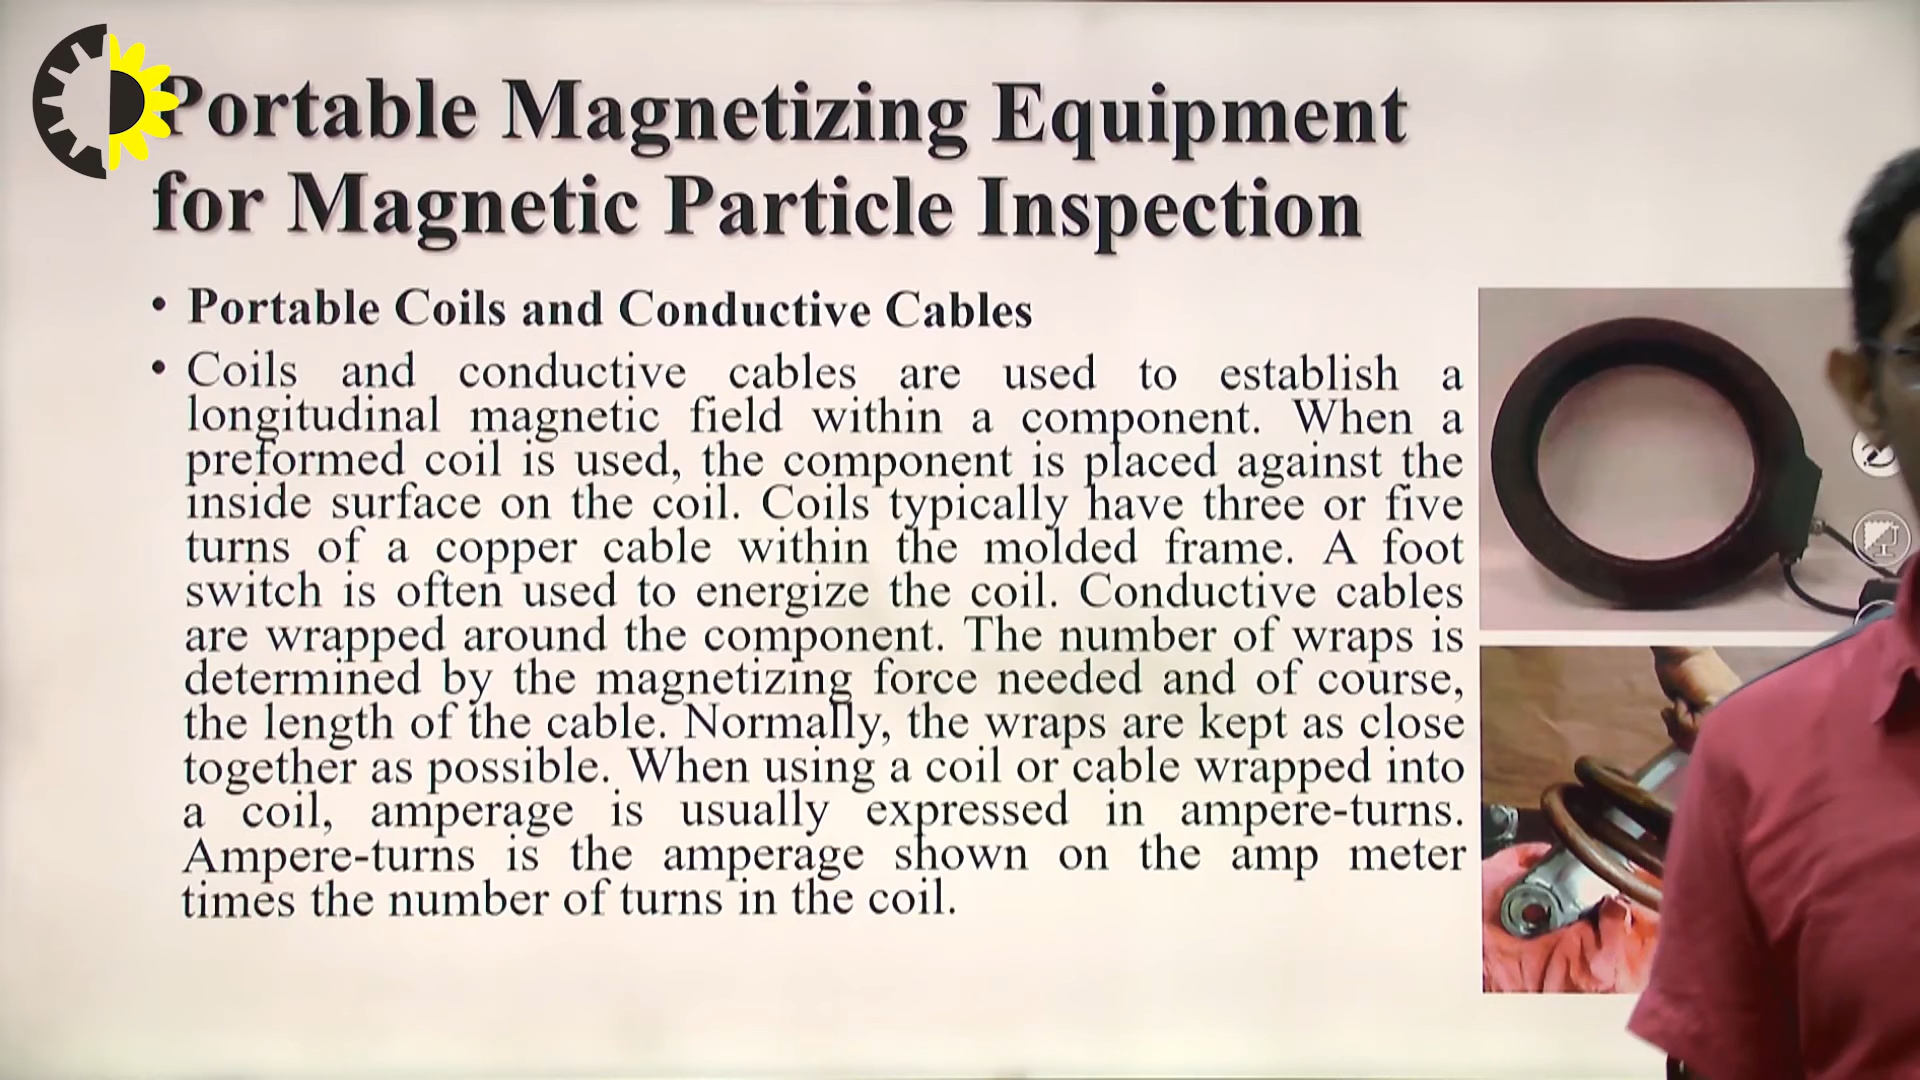 Portable Magnetizing Equipment
for Magnetic Particle Inspection
• Portable Coils and Conductive Cables
• Coils and conductive cables are used to establish a
longitudinal magnetic field within a component. When a
preformed coil is used, the component is placed against the
inside surface on the coil. Coils typically have three or five
turns of a copper cable within the molded frame. A foot
switch is often used to energize the coil. Conductive cables
are wrapped around the component. The number of wraps is
determined by the magnetizing force needed and of course,
the length of the cable. Normally, the wraps are kept as close
together as possible. When using a coil or cable wrapped into
a coil, amperage is usually expressed in ampere-turns.
Ampere-turns is the amperage shown on the amp meter
times the number of turns in the coil.